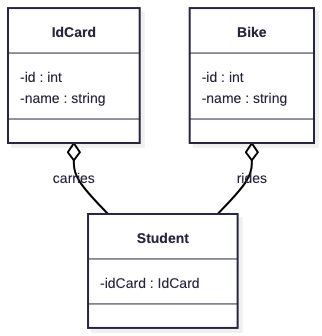 IdCard
-id : int
-name : string
Bike
-id : int
-name : string
carries
rides
Student
-idCard : IdCard